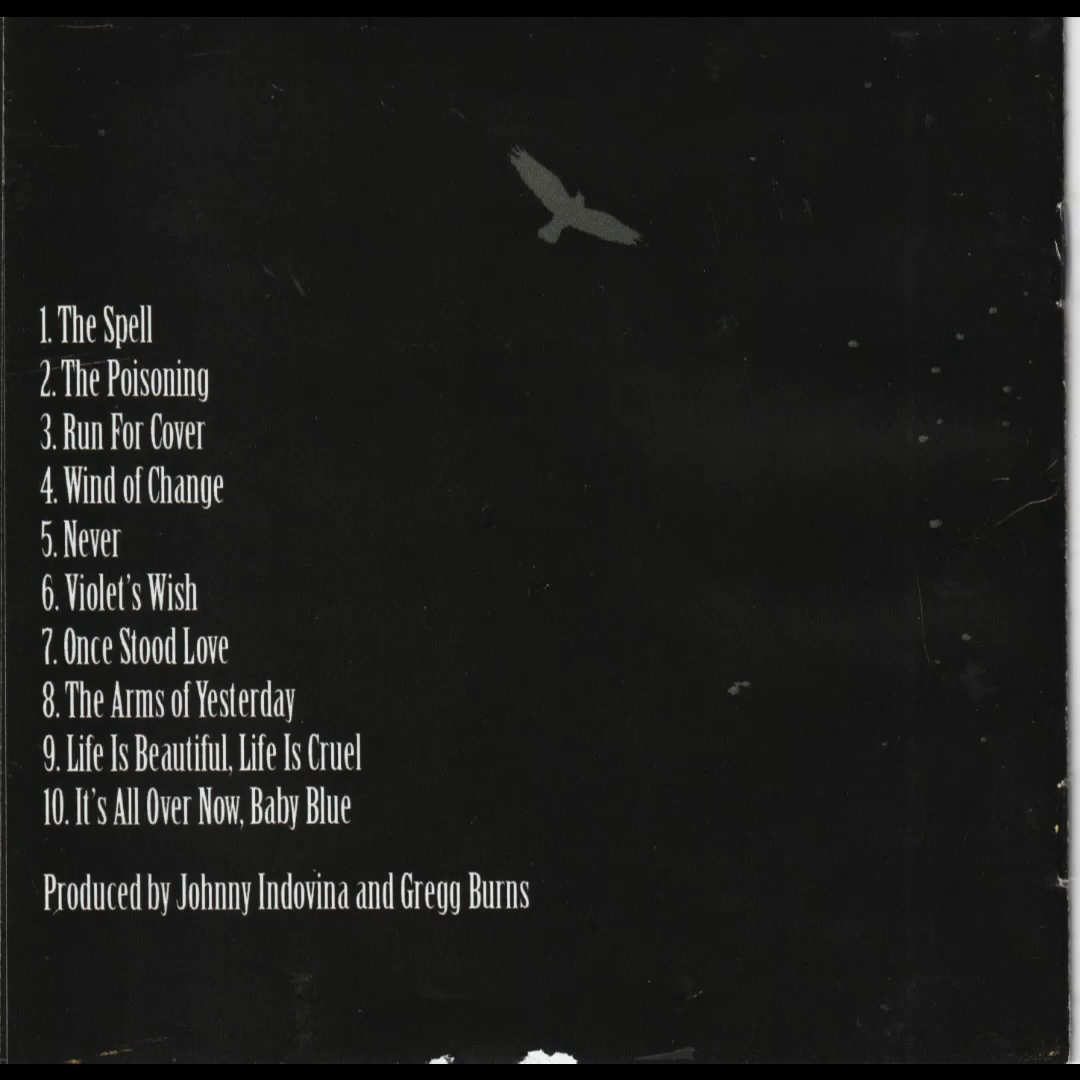 1. The Spell
2. The Poisoning
3. Run For Cover
4. Wind of Change
5. Never
6. Violet's Wish
7. Once Stood Love
8. The Arms of Yesterday
9. Life Is Beautiful, Life Is Cruel
10. It's All Over Now, Baby Blue
Produced by Johnny Indovina and Gregg Burns